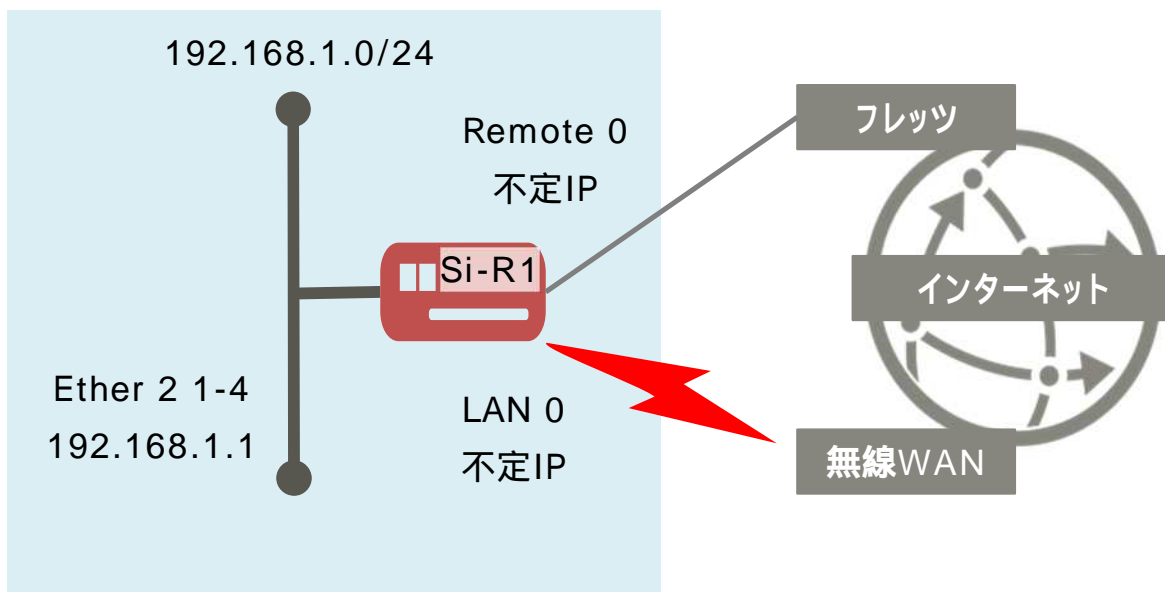 192.168.1.0/24
Remote 0
不定IP
フレッツ
Si-R1
インターネット
Ether 2 1-4
192.168.1.1
LAN 0
不定IP
無線WAN